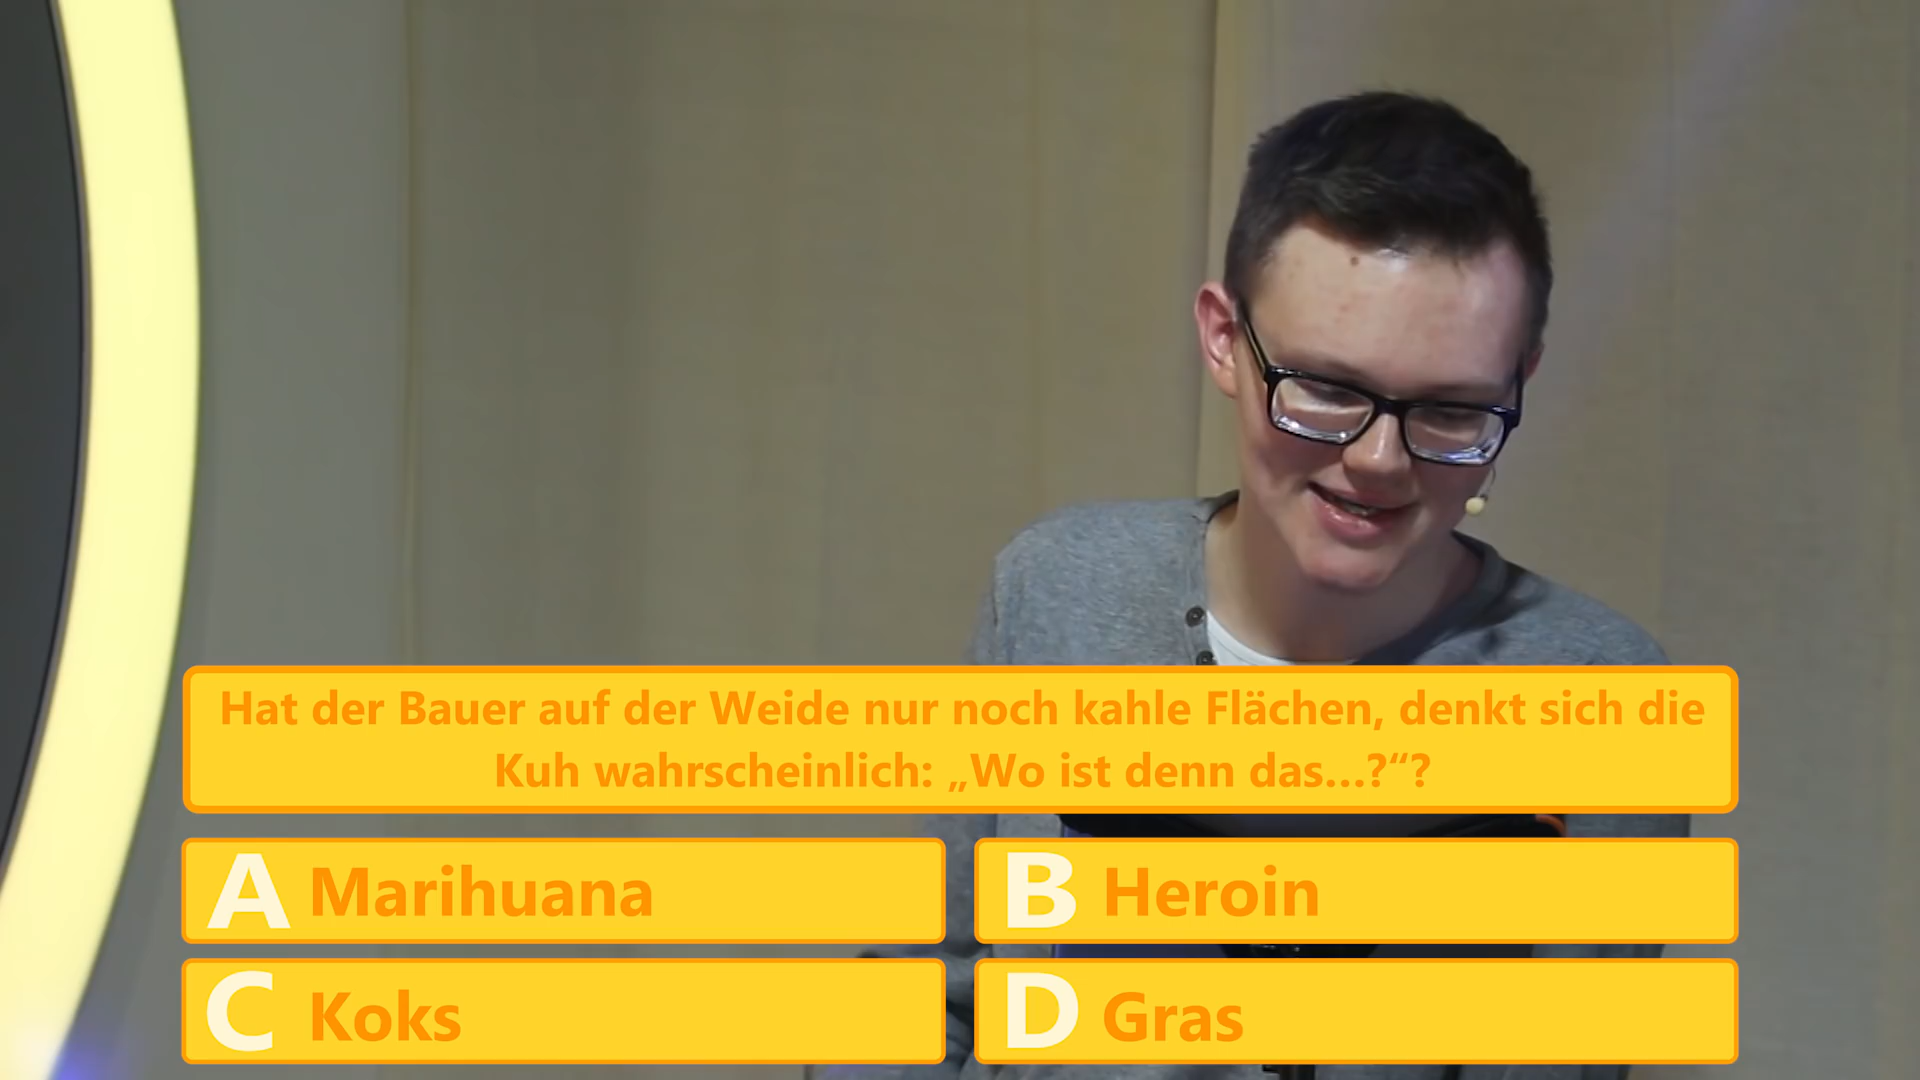 Hat der Bauer auf der Weide nur noch kahle Flächen, denkt sich die
Kuh wahrscheinlich: „Wo ist denn das...?“?
A Marihuana
B Heroin
C Koks
D Gras